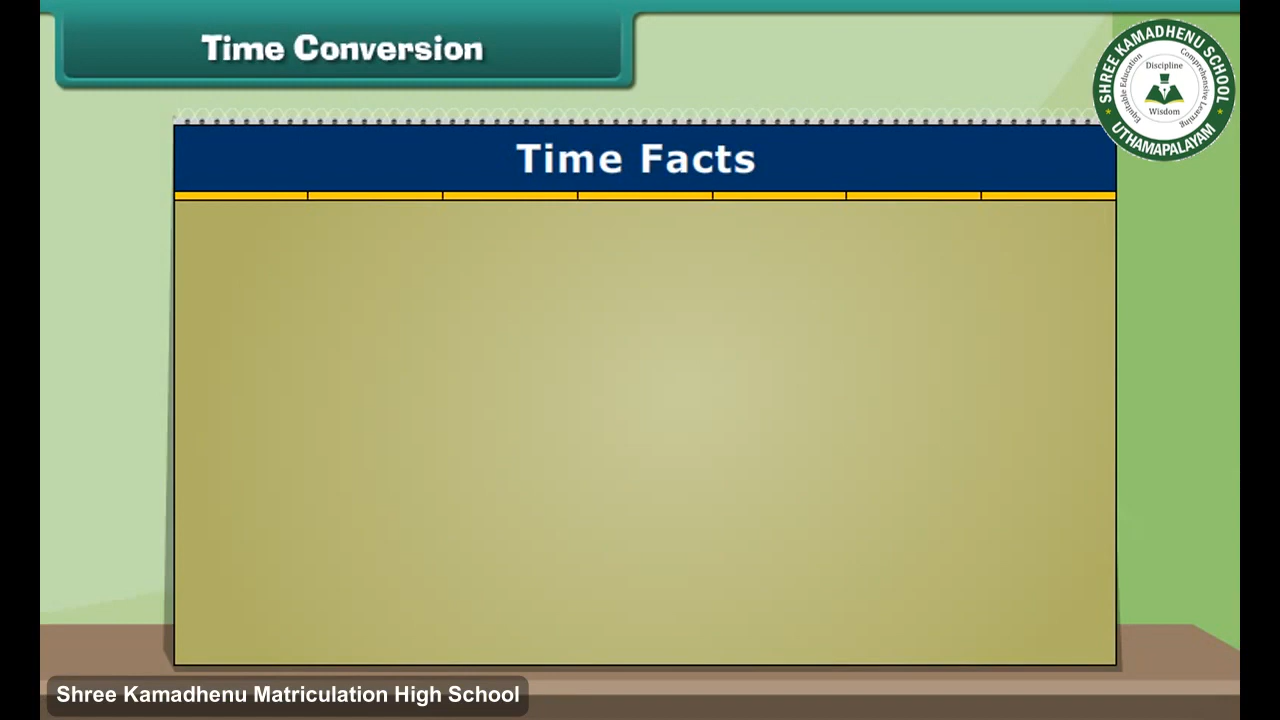 Time Conversion
Time Facts
SHREE KAMADHENU SCHOOL
Discipline
Equitable Education
Comprehensive Learning
Wisdom
UTHAMAPALAYAM
Shree Kamadhenu Matriculation High School